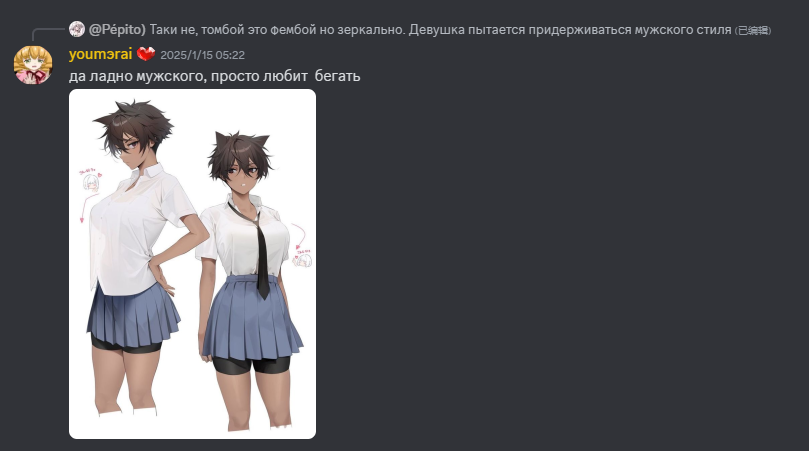 @Pépito) Таки не, томбой это фембой но зеркально. Девушка пытается придерживаться мужского стиля (已编辑)
youmэrai 2025/1/15 05:22
да ладно мужского, просто любит бегать